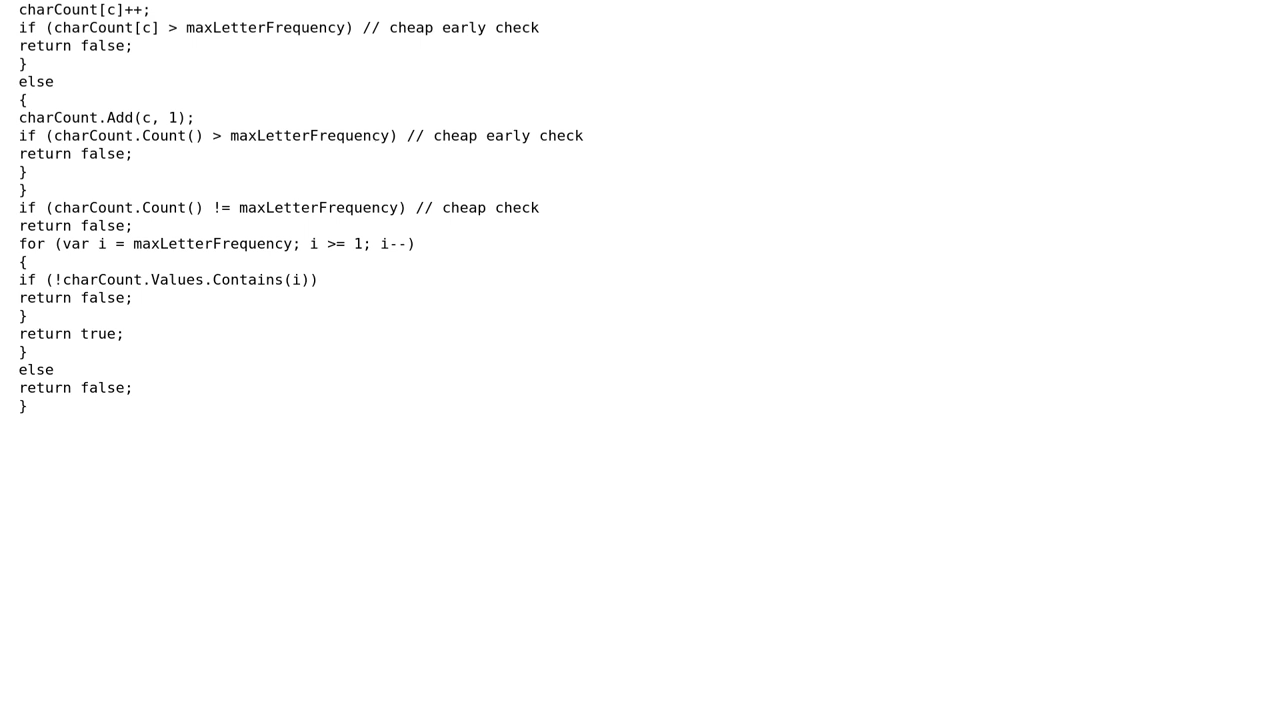 charCount[c]++;
if (charCount[c] > maxLetterFrequency) // cheap early check
return false;
}
else
{
charCount.Add(c, 1);
if (charCount.Count() > maxLetterFrequency) // cheap early check
return false;
}
}
if (charCount.Count() != maxLetterFrequency) // cheap check
return false;
for (var i = maxLetterFrequency; i >= 1; i--)
{
if (!charCount.Values.Contains(i))
return false;
}
return true;
}
else
return false;
}